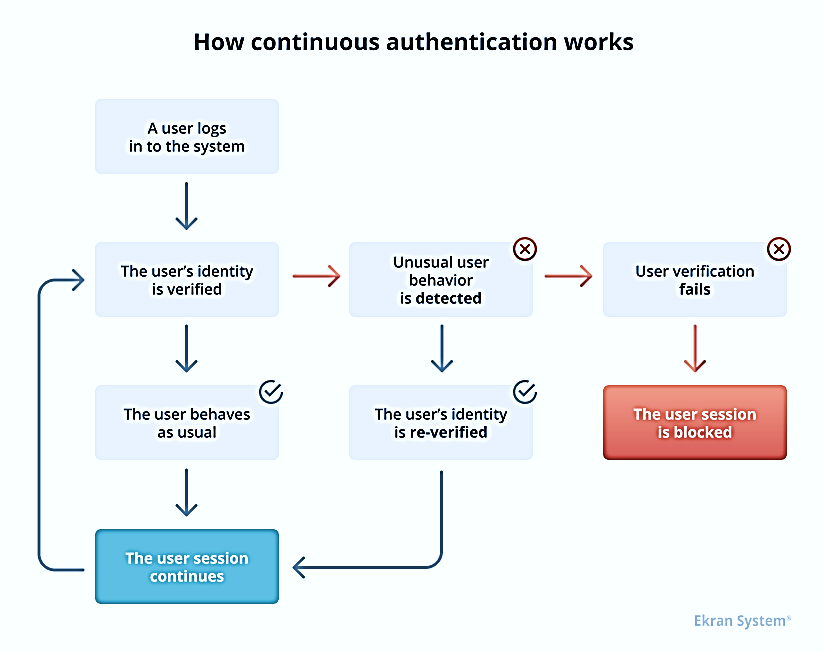 How continuous authentication works
A user logs
in to the system
The user's identity
is verified
Unusual user
behavior
is detected
User verification
fails
The user behaves
as usual
The user's identity
is re-verified
The user session
is blocked
The user session
continues
Ekran System®